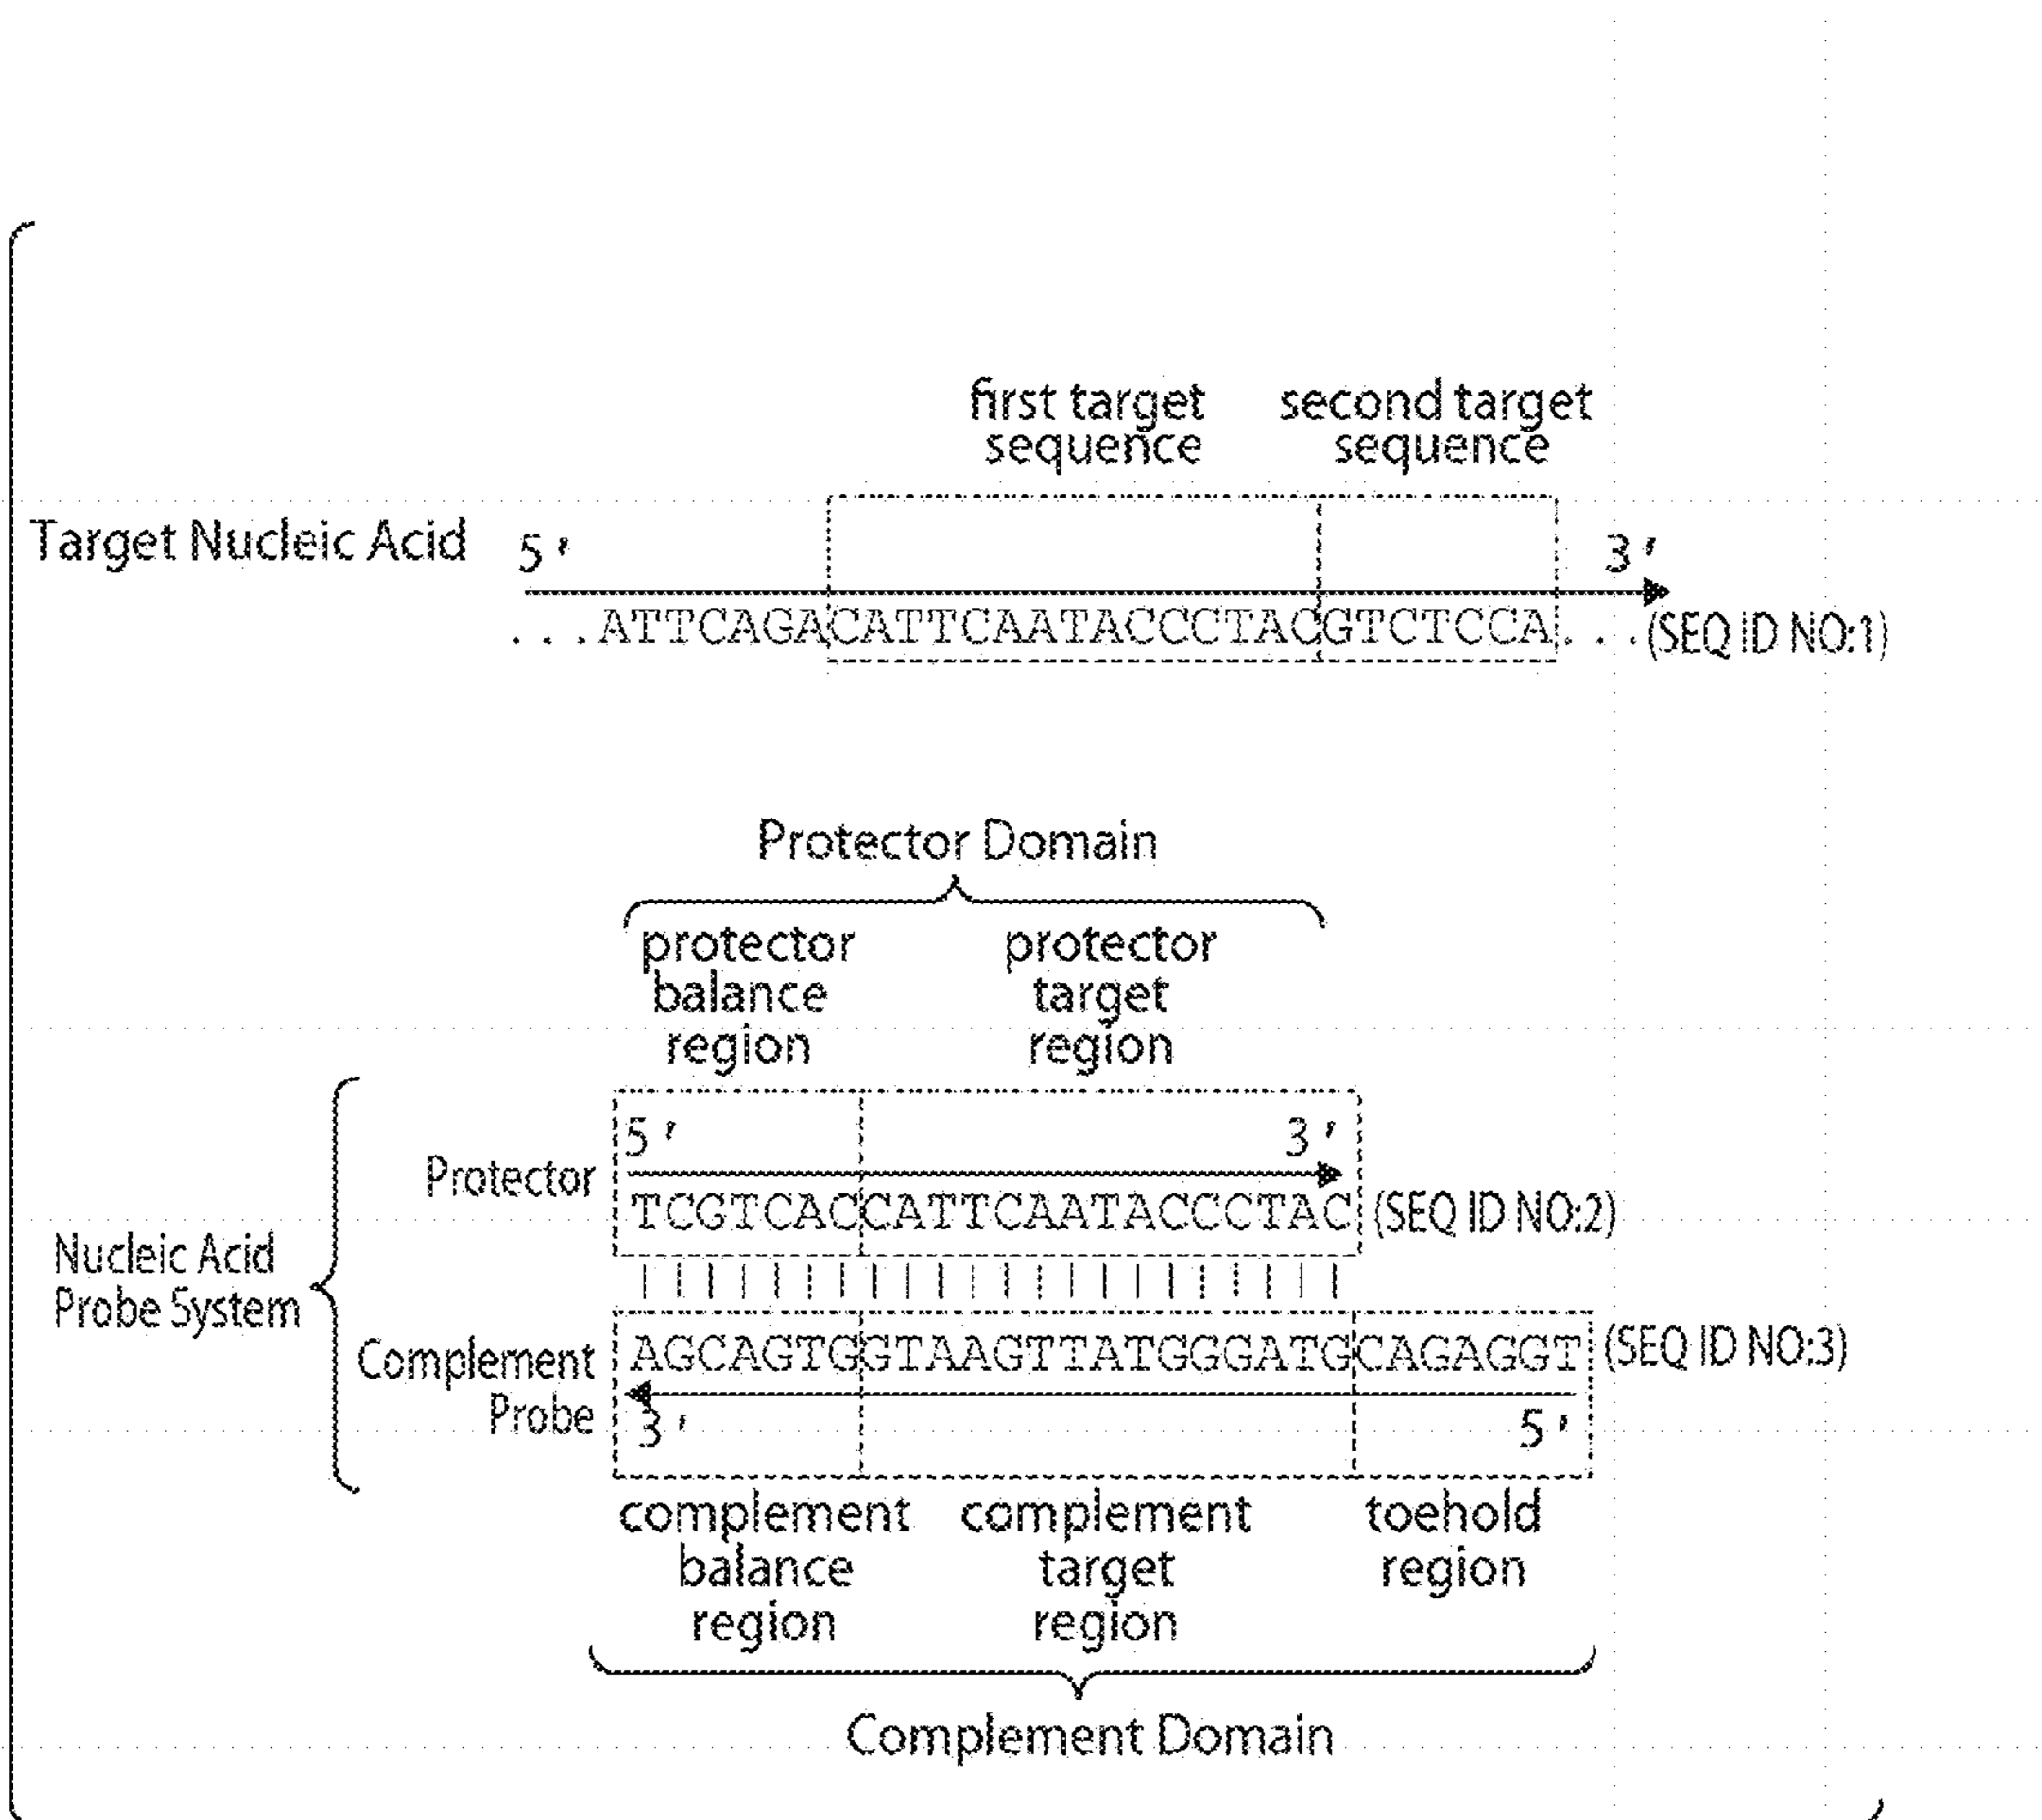 first target
sequence
second target
sequence
Target Nucleic Acid
5' 3'
...ATTCAGACATTCAATACCCTACGTCTCCA... (SEQ ID NO:1)
Protector Domain
protector
balance
region
protector
target
region
5' 3'
Protector
TCGTCACCATTCAATACCCTAC (SEQ ID NO:2)
Nucleic Acid
Probe System
Complement
Probe
AGCAGTGGTAAGTTATGGGATGCAGAGGT (SEQ ID NO:3)
3' 5'
complement
balance
region
complement
target
region
toehold
region
Complement Domain